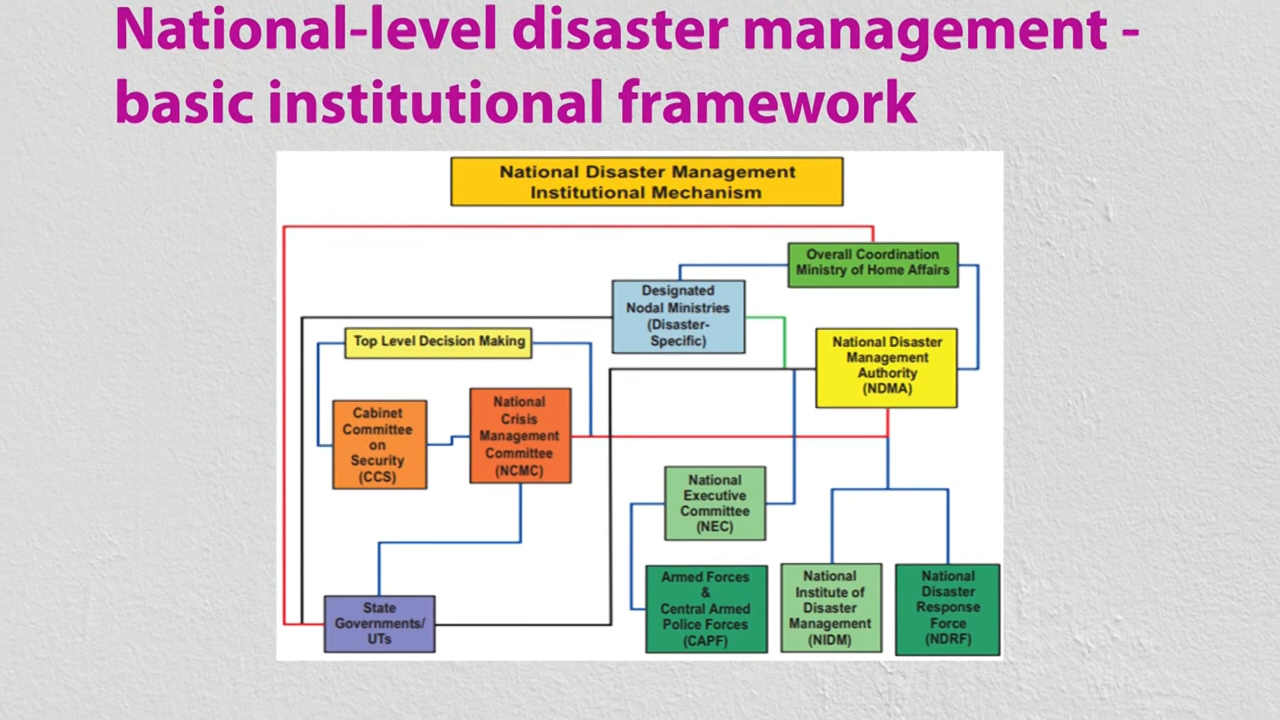 National-level disaster management -
basic institutional framework
National Disaster Management
Institutional Mechanism
Overall Coordination
Ministry of Home Affairs
Designated
Nodal Ministries
(Disaster-
Specific)
Top Level Decision Making
National Disaster
Management
Authority
(NDMA)
Cabinet
Committee
on
Security
(CCS)
National
Crisis
Management
Committee
(NCMC)
National
Executive
Committee
(NEC)
State
Governments/
UTs
Armed Forces
&
Central Armed
Police Forces
(CAPF)
National
Institute of
Disaster
Management
(NIDM)
National
Disaster
Response
Force
(NDRF)